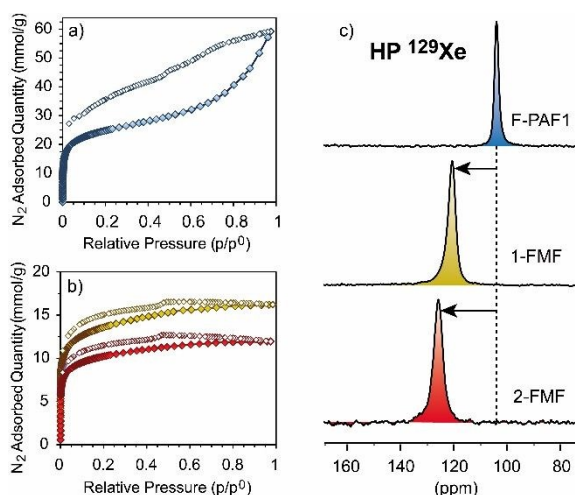 a)
N₂ Adsorbed Quantity (mmol/g)
70
60
50
40
30
20
10
0
0 0.2 0.4 0.6 0.8 1
Relative Pressure (p/p⁰)
b)
N₂ Adsorbed Quantity (mmol/g)
20
15
10
5
0
0 0.2 0.4 0.6 0.8 1
Relative Pressure (p/p⁰)
c)
HP ¹²⁹Xe
F-PAF1
1-FMF
2-FMF
160 140 120 100 80
(ppm)